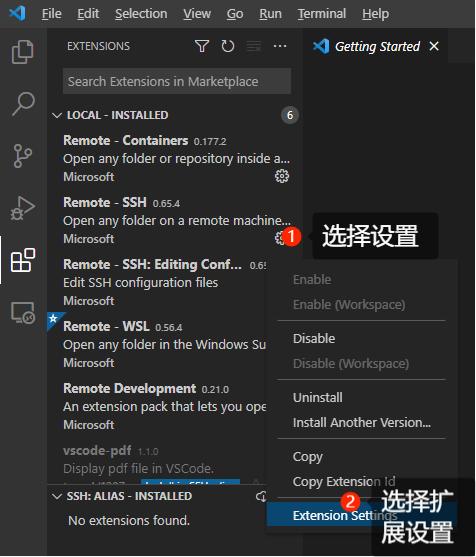 File Edit Selection View Go Run Terminal Help
EXTENSIONS
Getting Started
Search Extensions in Marketplace
LOCAL - INSTALLED 6
Remote - Containers 0.177.2
Open any folder or repository inside a...
Microsoft
Remote - SSH 0.65.4
Open any folder on a remote machine...
Microsoft
1 选择设置
Remote - SSH: Editing Conf... 0.65
Edit SSH configuration files
Microsoft
Remote - WSL 0.56.4
Open any folder in the Windows Su
Microsoft
Remote Development 0.21.0
An extension pack that lets you ope
Microsoft
vscode-pdf 1.1.0
Display pdf file in VSCode.
SSH: ALIAS - INSTALLED
No extensions found.
Enable
Enable (Workspace)
Disable
Disable (Workspace)
Uninstall
Install Another Version...
Copy
Copy Extension Id
Extension Settings
2 选择扩
展设置